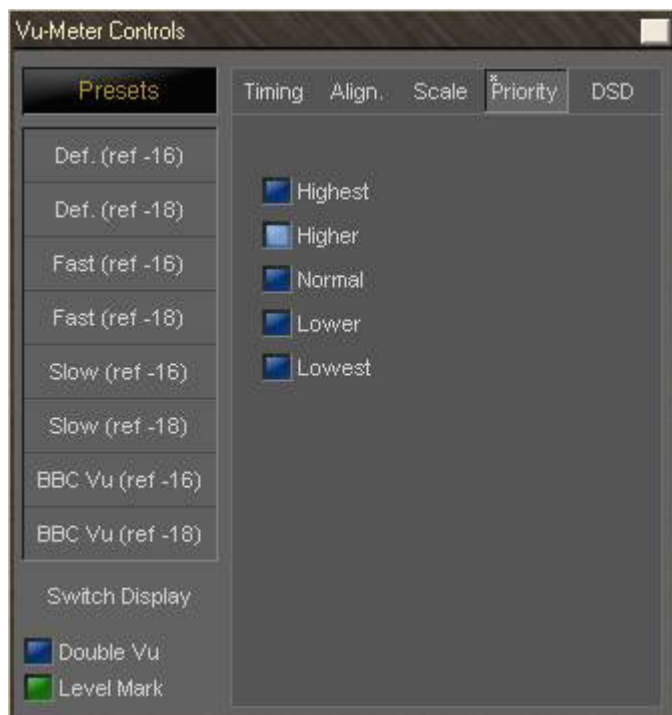 Vu-Meter Controls
Presets
Def. (ref -16)
Def. (ref -18)
Fast (ref -16)
Fast (ref -18)
Slow (ref -16)
Slow (ref -18)
BBC Vu (ref -16)
BBC Vu (ref -18)
Switch Display
Double Vu
Level Mark
Timing Align. Scale *Priority DSD
Highest
Higher
Normal
Lower
Lowest